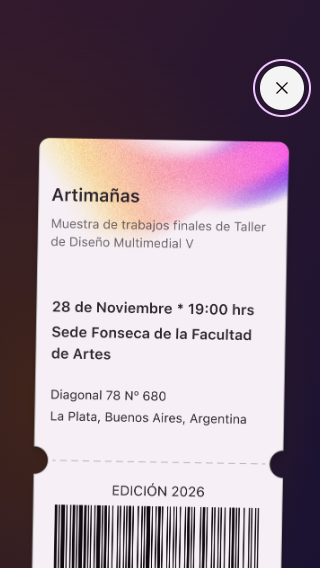 Artimañas
Muestra de trabajos finales de Taller
de Diseño Multimedial V
28 de Noviembre * 19:00 hrs
Sede Fonseca de la Facultad
de Artes
Diagonal 78 Nº 680
La Plata, Buenos Aires, Argentina
EDICIÓN 2026